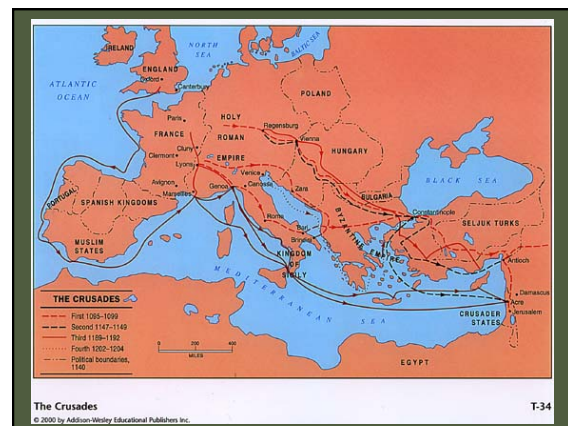 IRELAND
NORTH
SEA
BALTIC SEA
ENGLAND
Oxford
Canterbury
ATLANTIC
OCEAN
POLAND
HOLY
ROMAN
EMPIRE
Regensburg
Vienna
Paris
FRANCE
Cluny
Clermont
Lyons
HUNGARY
Venice
Avignon
Genoa
Canossa
Marseilles
Zara
BLACK SEA
BULGARIA
PORTUGAL
SPANISH KINGDOMS
MUSLIM
STATES
Rome
Bari
Brindisi
BYZANTINE EMPIRE
Constantinople
SELJUK TURKS
KINGDOM
OF
SICILY
Antioch
MEDITERRANEAN SEA
Damascus
Acre
CRUSADER
STATES
Jerusalem
EGYPT
THE CRUSADES
First 1095–1099
Second 1147–1149
Third 1189–1192
Fourth 1202–1204
Political boundaries,
1140
0 200 400
MILES
The Crusades
T-34
© 2000 by Addison-Wesley Educational Publishers Inc.